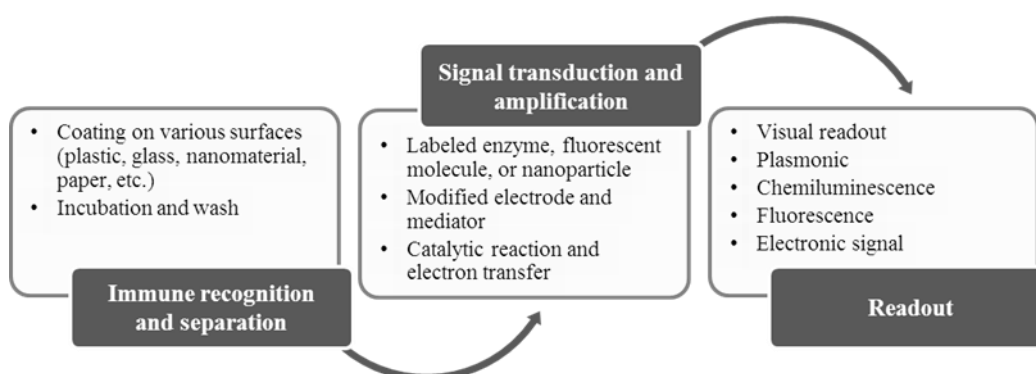 • Coating on various surfaces
(plastic, glass, nanomaterial,
paper, etc.)
• Incubation and wash
Immune recognition
and separation
Signal transduction and
amplification
• Labeled enzyme, fluorescent
molecule, or nanoparticle
• Modified electrode and
mediator
• Catalytic reaction and
electron transfer
• Visual readout
• Plasmonic
• Chemiluminescence
• Fluorescence
• Electronic signal
Readout